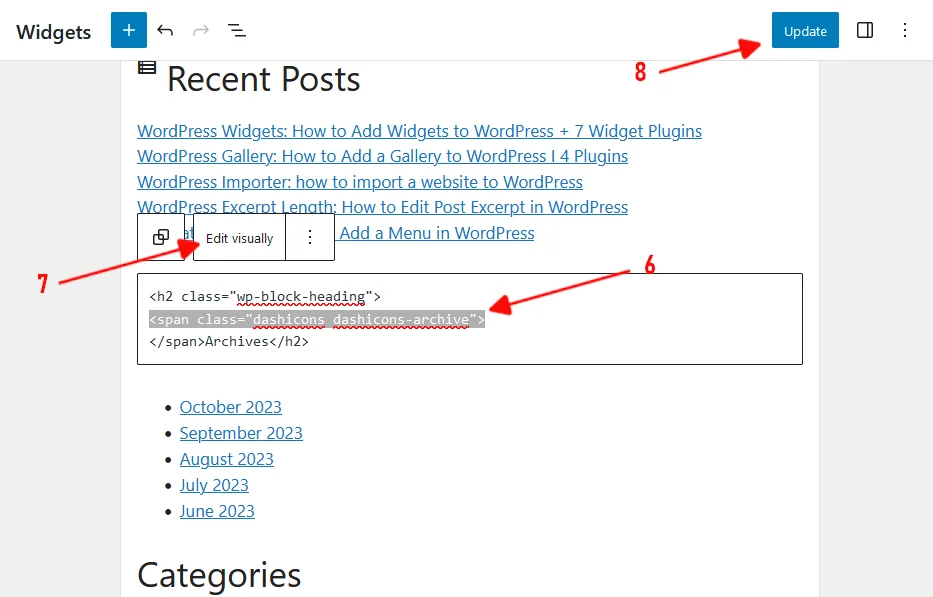 Widgets
Update
8
Recent Posts
WordPress Widgets: How to Add Widgets to WordPress + 7 Widget Plugins
WordPress Gallery: How to Add a Gallery to WordPress I 4 Plugins
WordPress Importer: how to import a website to WordPress
WordPress Excerpt Length: How to Edit Post Excerpt in WordPress
Add a Menu in WordPress
Edit visually
7
6
<h2 class="wp-block-heading">
<span class="dashicons dashicons-archive">
</span>Archives</h2>
October 2023
September 2023
August 2023
July 2023
June 2023
Categories